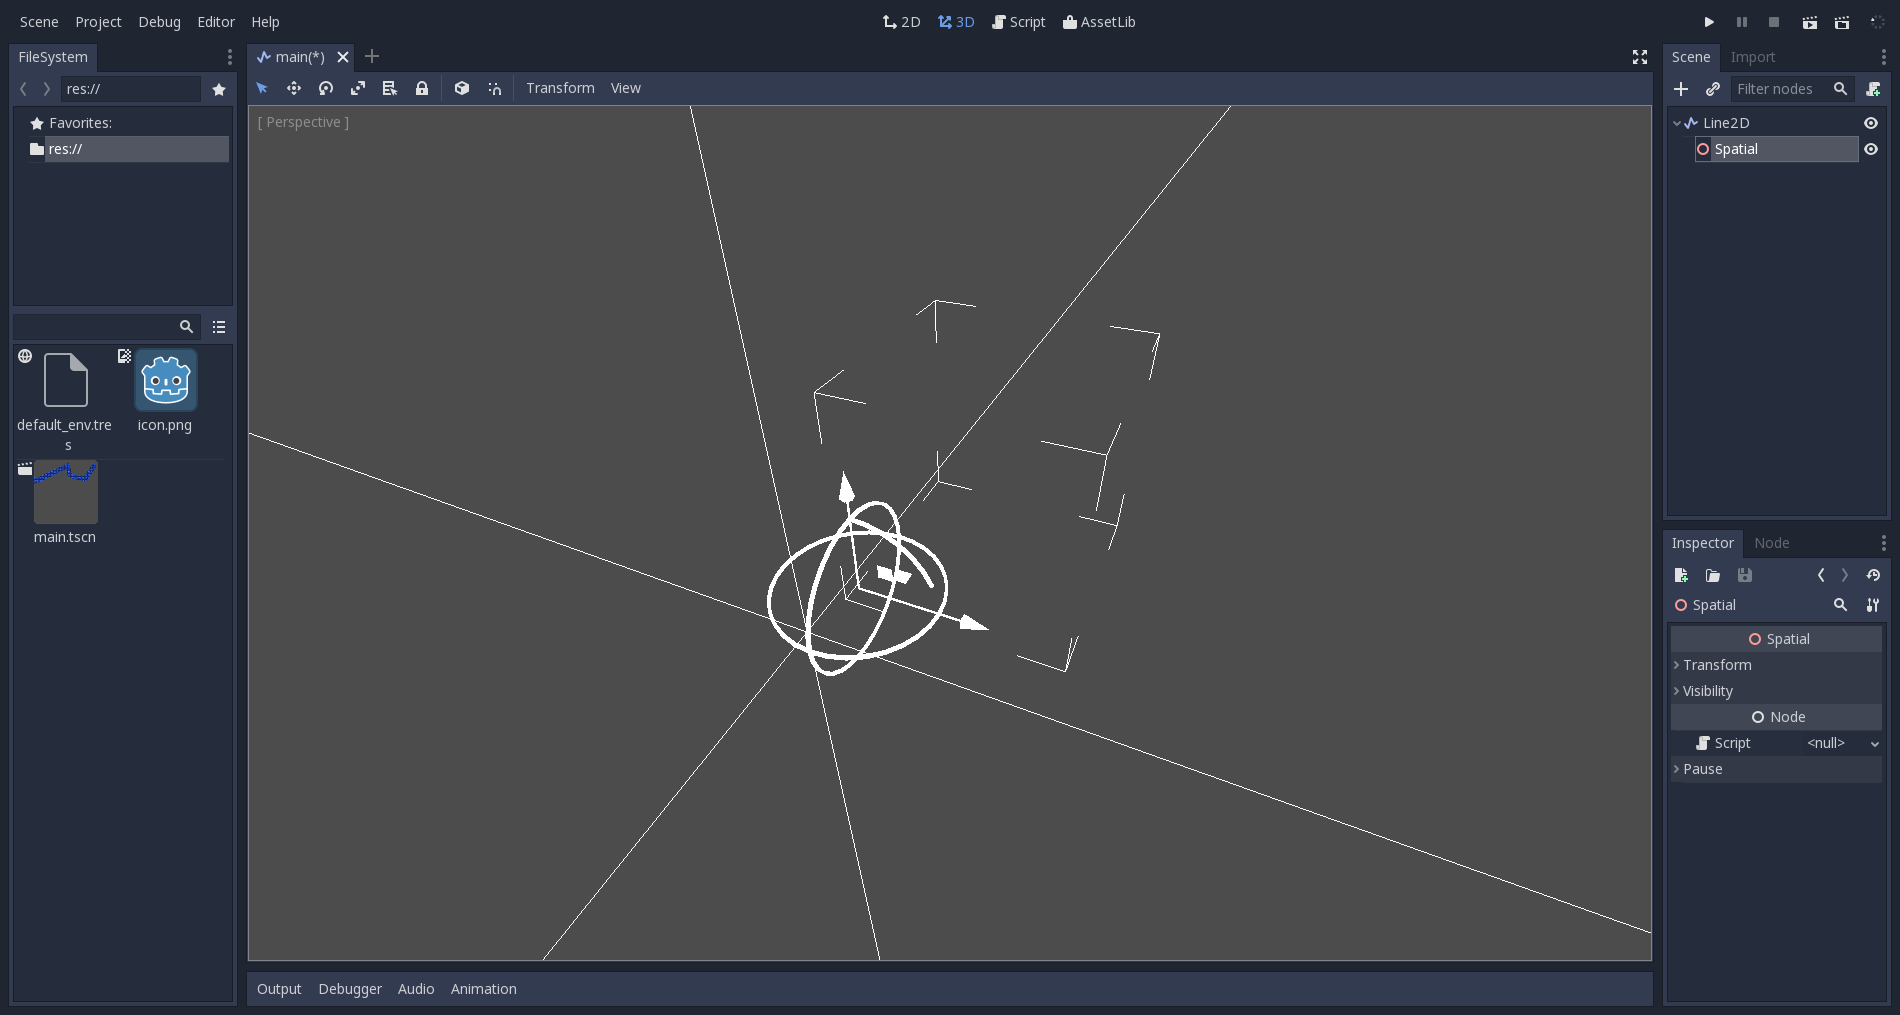 Scene Project Debug Editor Help
2D 3D Script AssetLib
FileSystem
res://
Favorites:
res://
default_env.tre
s
icon.png
main.tscn
main(*)
Transform View
[ Perspective ]
Output Debugger Audio Animation
Scene Import
Filter nodes
Line2D
Spatial
Inspector Node
Spatial
Spatial
Transform
Visibility
Node
Script <null>
Pause